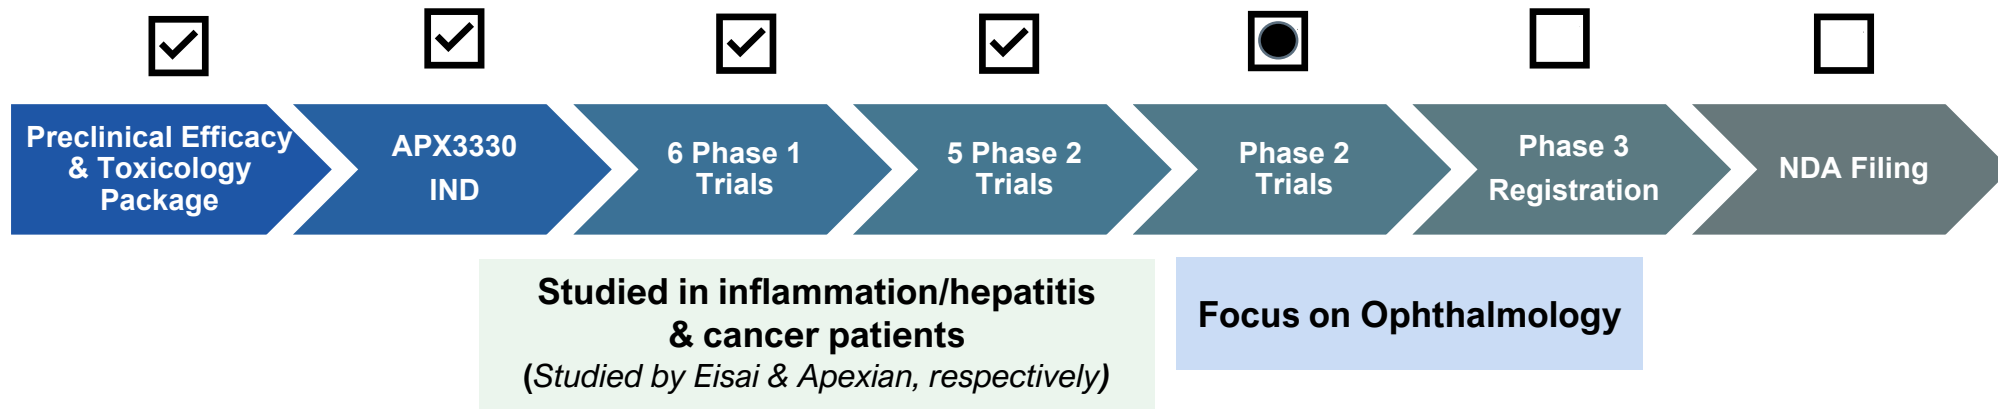 Preclinical Efficacy
& Toxicology
Package
APX3330
IND
6 Phase 1
Trials
5 Phase 2
Trials
Phase 2
Trials
Phase 3
Registration
NDA Filing
Studied in inflammation/hepatitis
& cancer patients
(Studied by Eisai & Apexian, respectively)
Focus on Ophthalmology